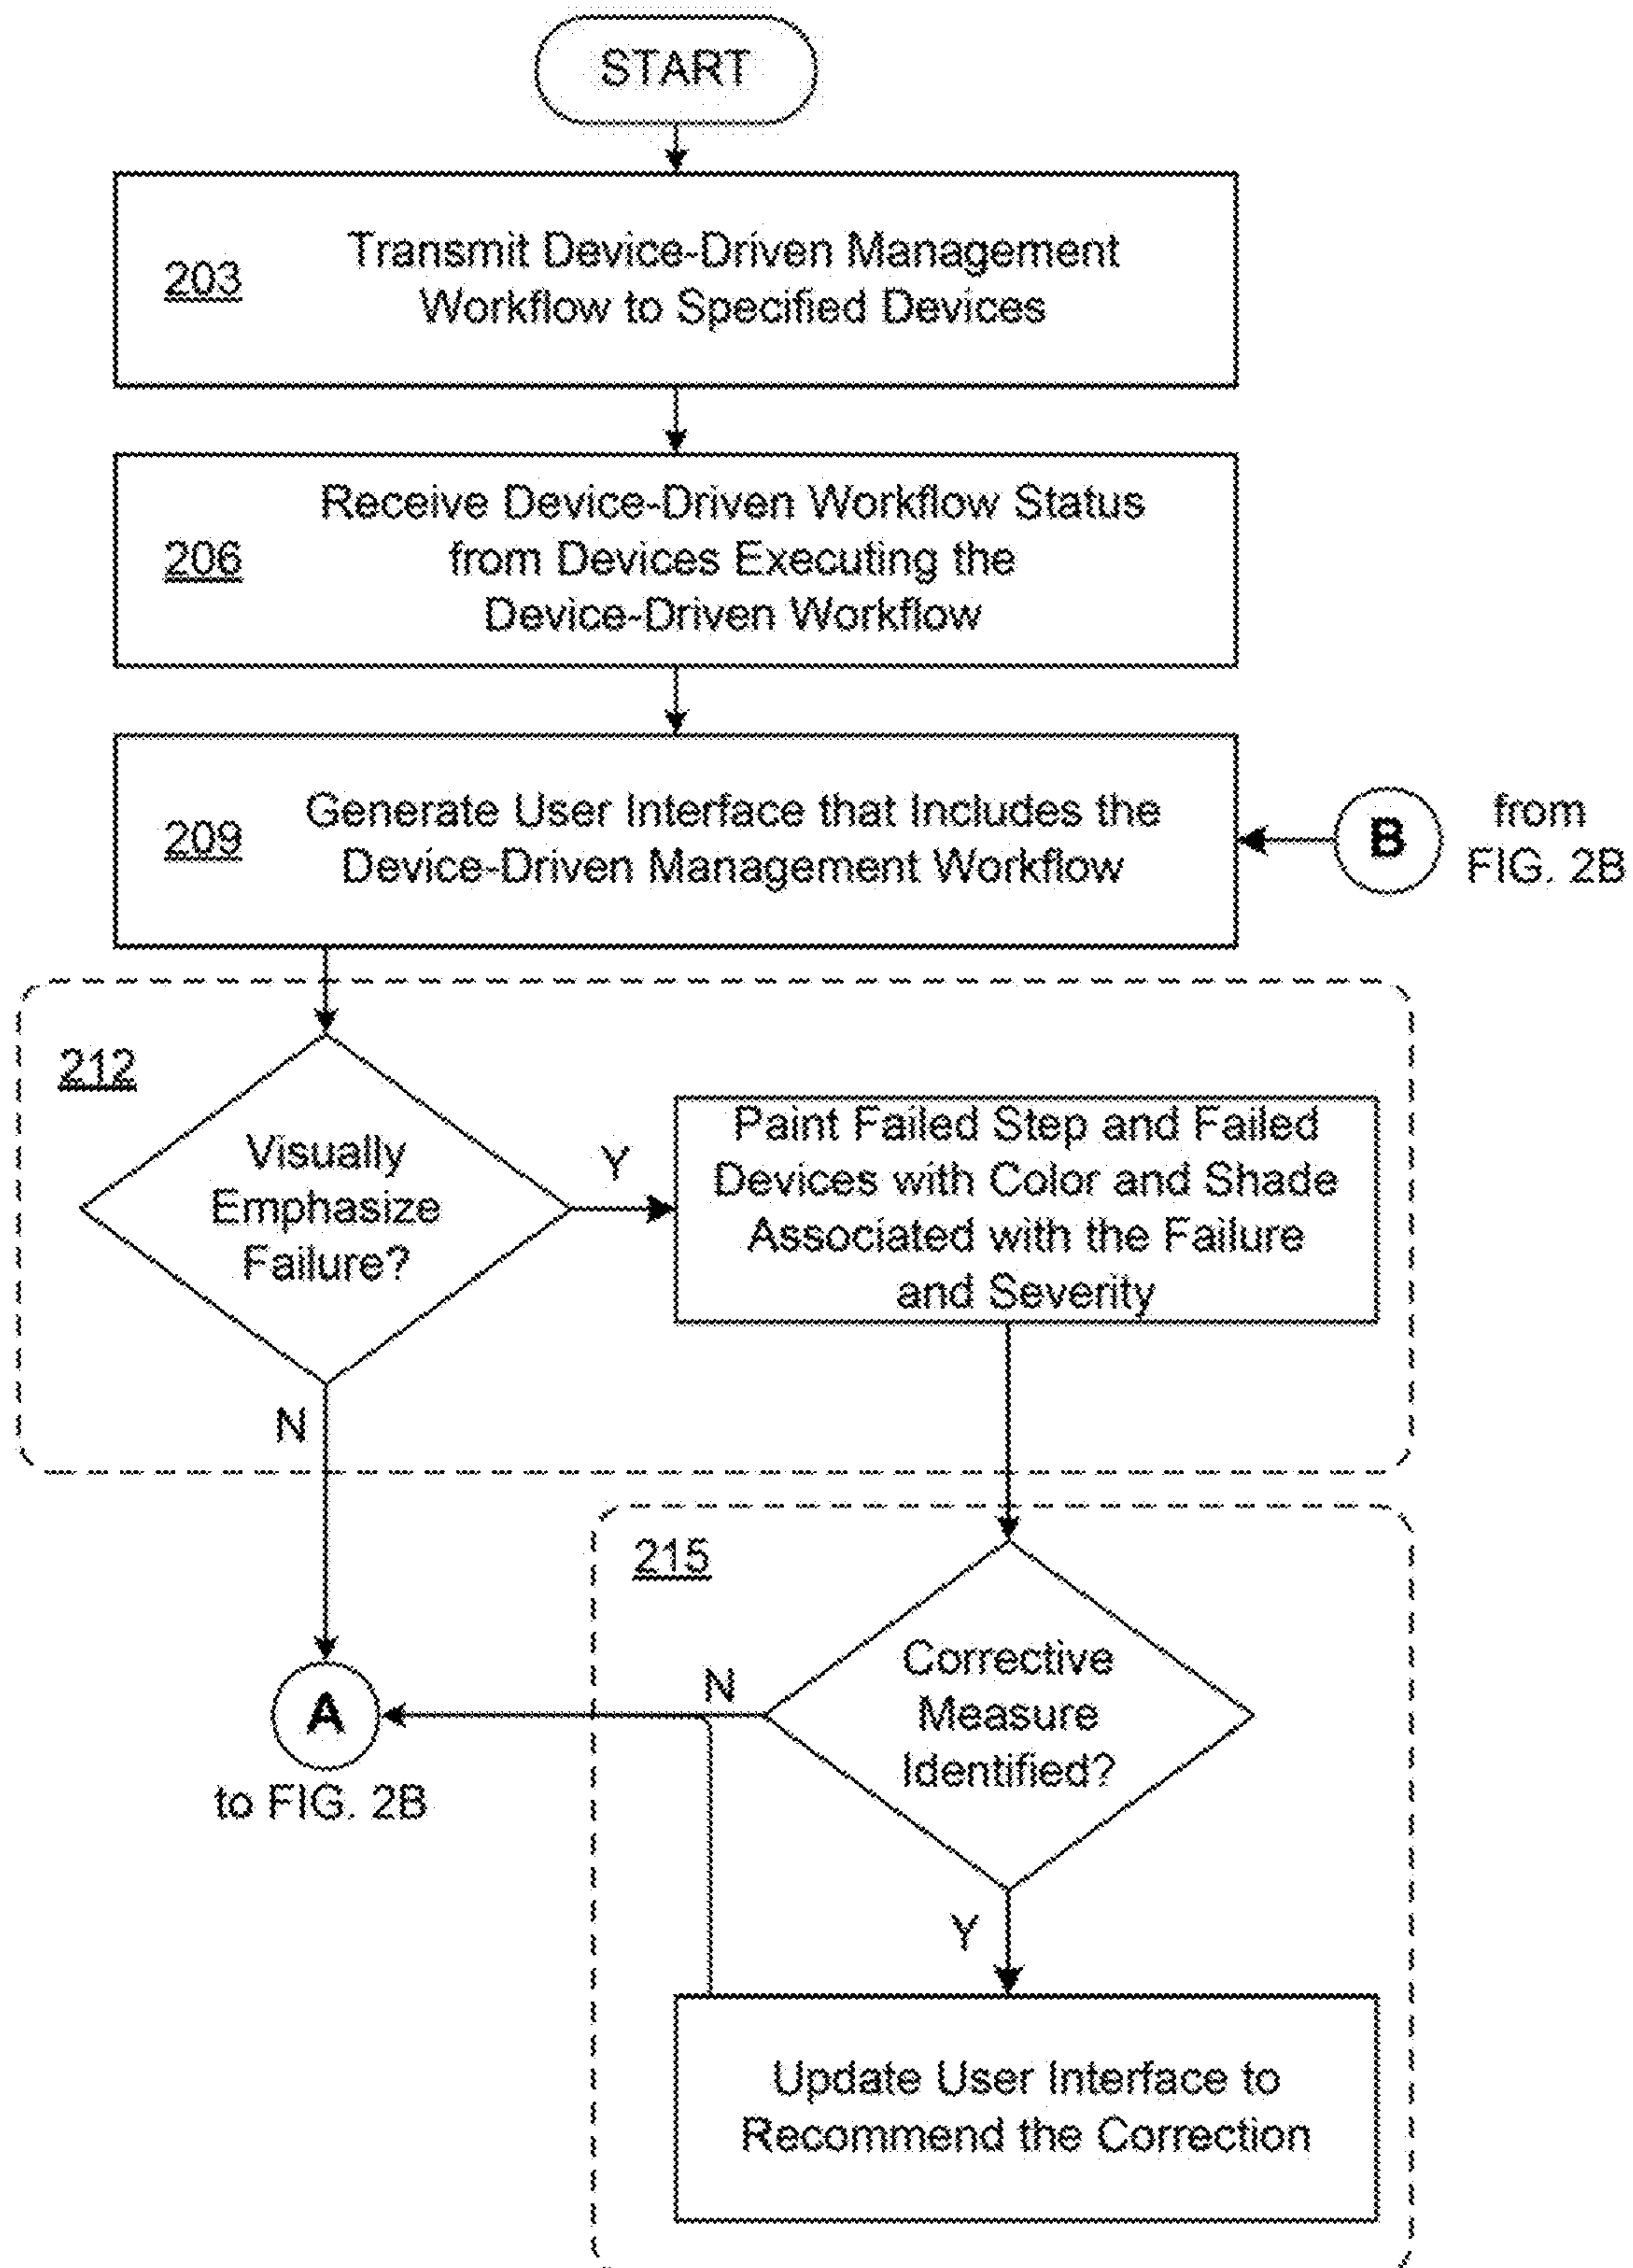 START
203
Transmit Device-Driven Management
Workflow to Specified Devices
206
Receive Device-Driven Workflow Status
from Devices Executing the
Device-Driven Workflow
209
Generate User Interface that Includes the
Device-Driven Management Workflow
B
from
FIG. 2B
212
Visually
Emphasize
Failure?
Y
Paint Failed Step and Failed
Devices with Color and Shade
Associated with the Failure
and Severity
N
215
Corrective
Measure
Identified?
N
A
to FIG. 2B
Y
Update User Interface to
Recommend the Correction